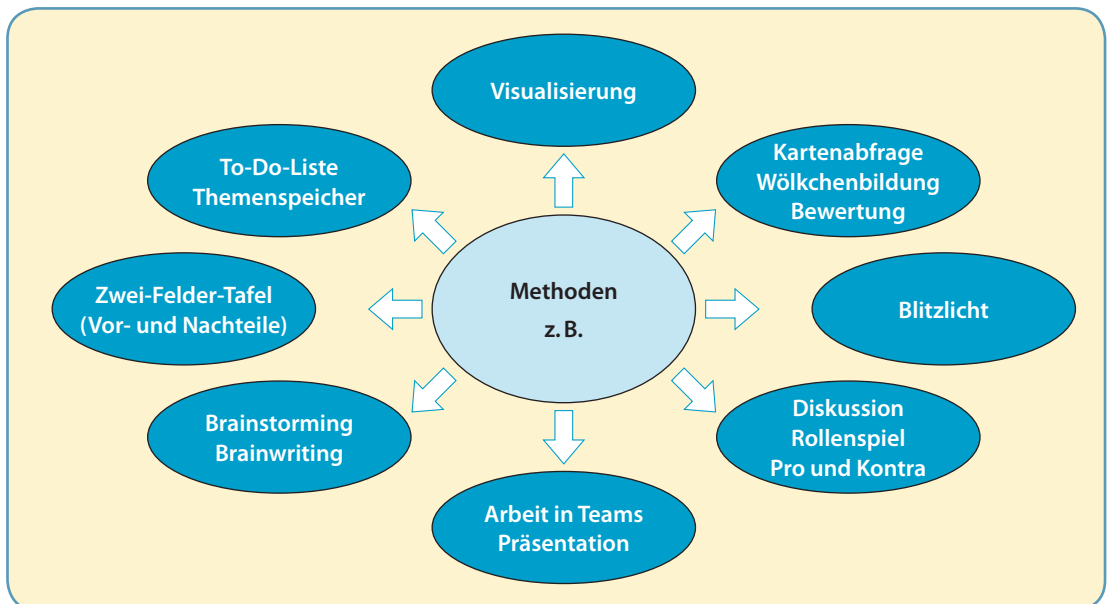 Visualisierung
To-Do-Liste
Themenspeicher
Kartenabfrage
Wölkchenbildung
Bewertung
Zwei-Felder-Tafel
(Vor- und Nachteile)
Methoden
z. B.
Blitzlicht
Brainstorming
Brainwriting
Diskussion
Rollenspiel
Pro und Kontra
Arbeit in Teams
Präsentation